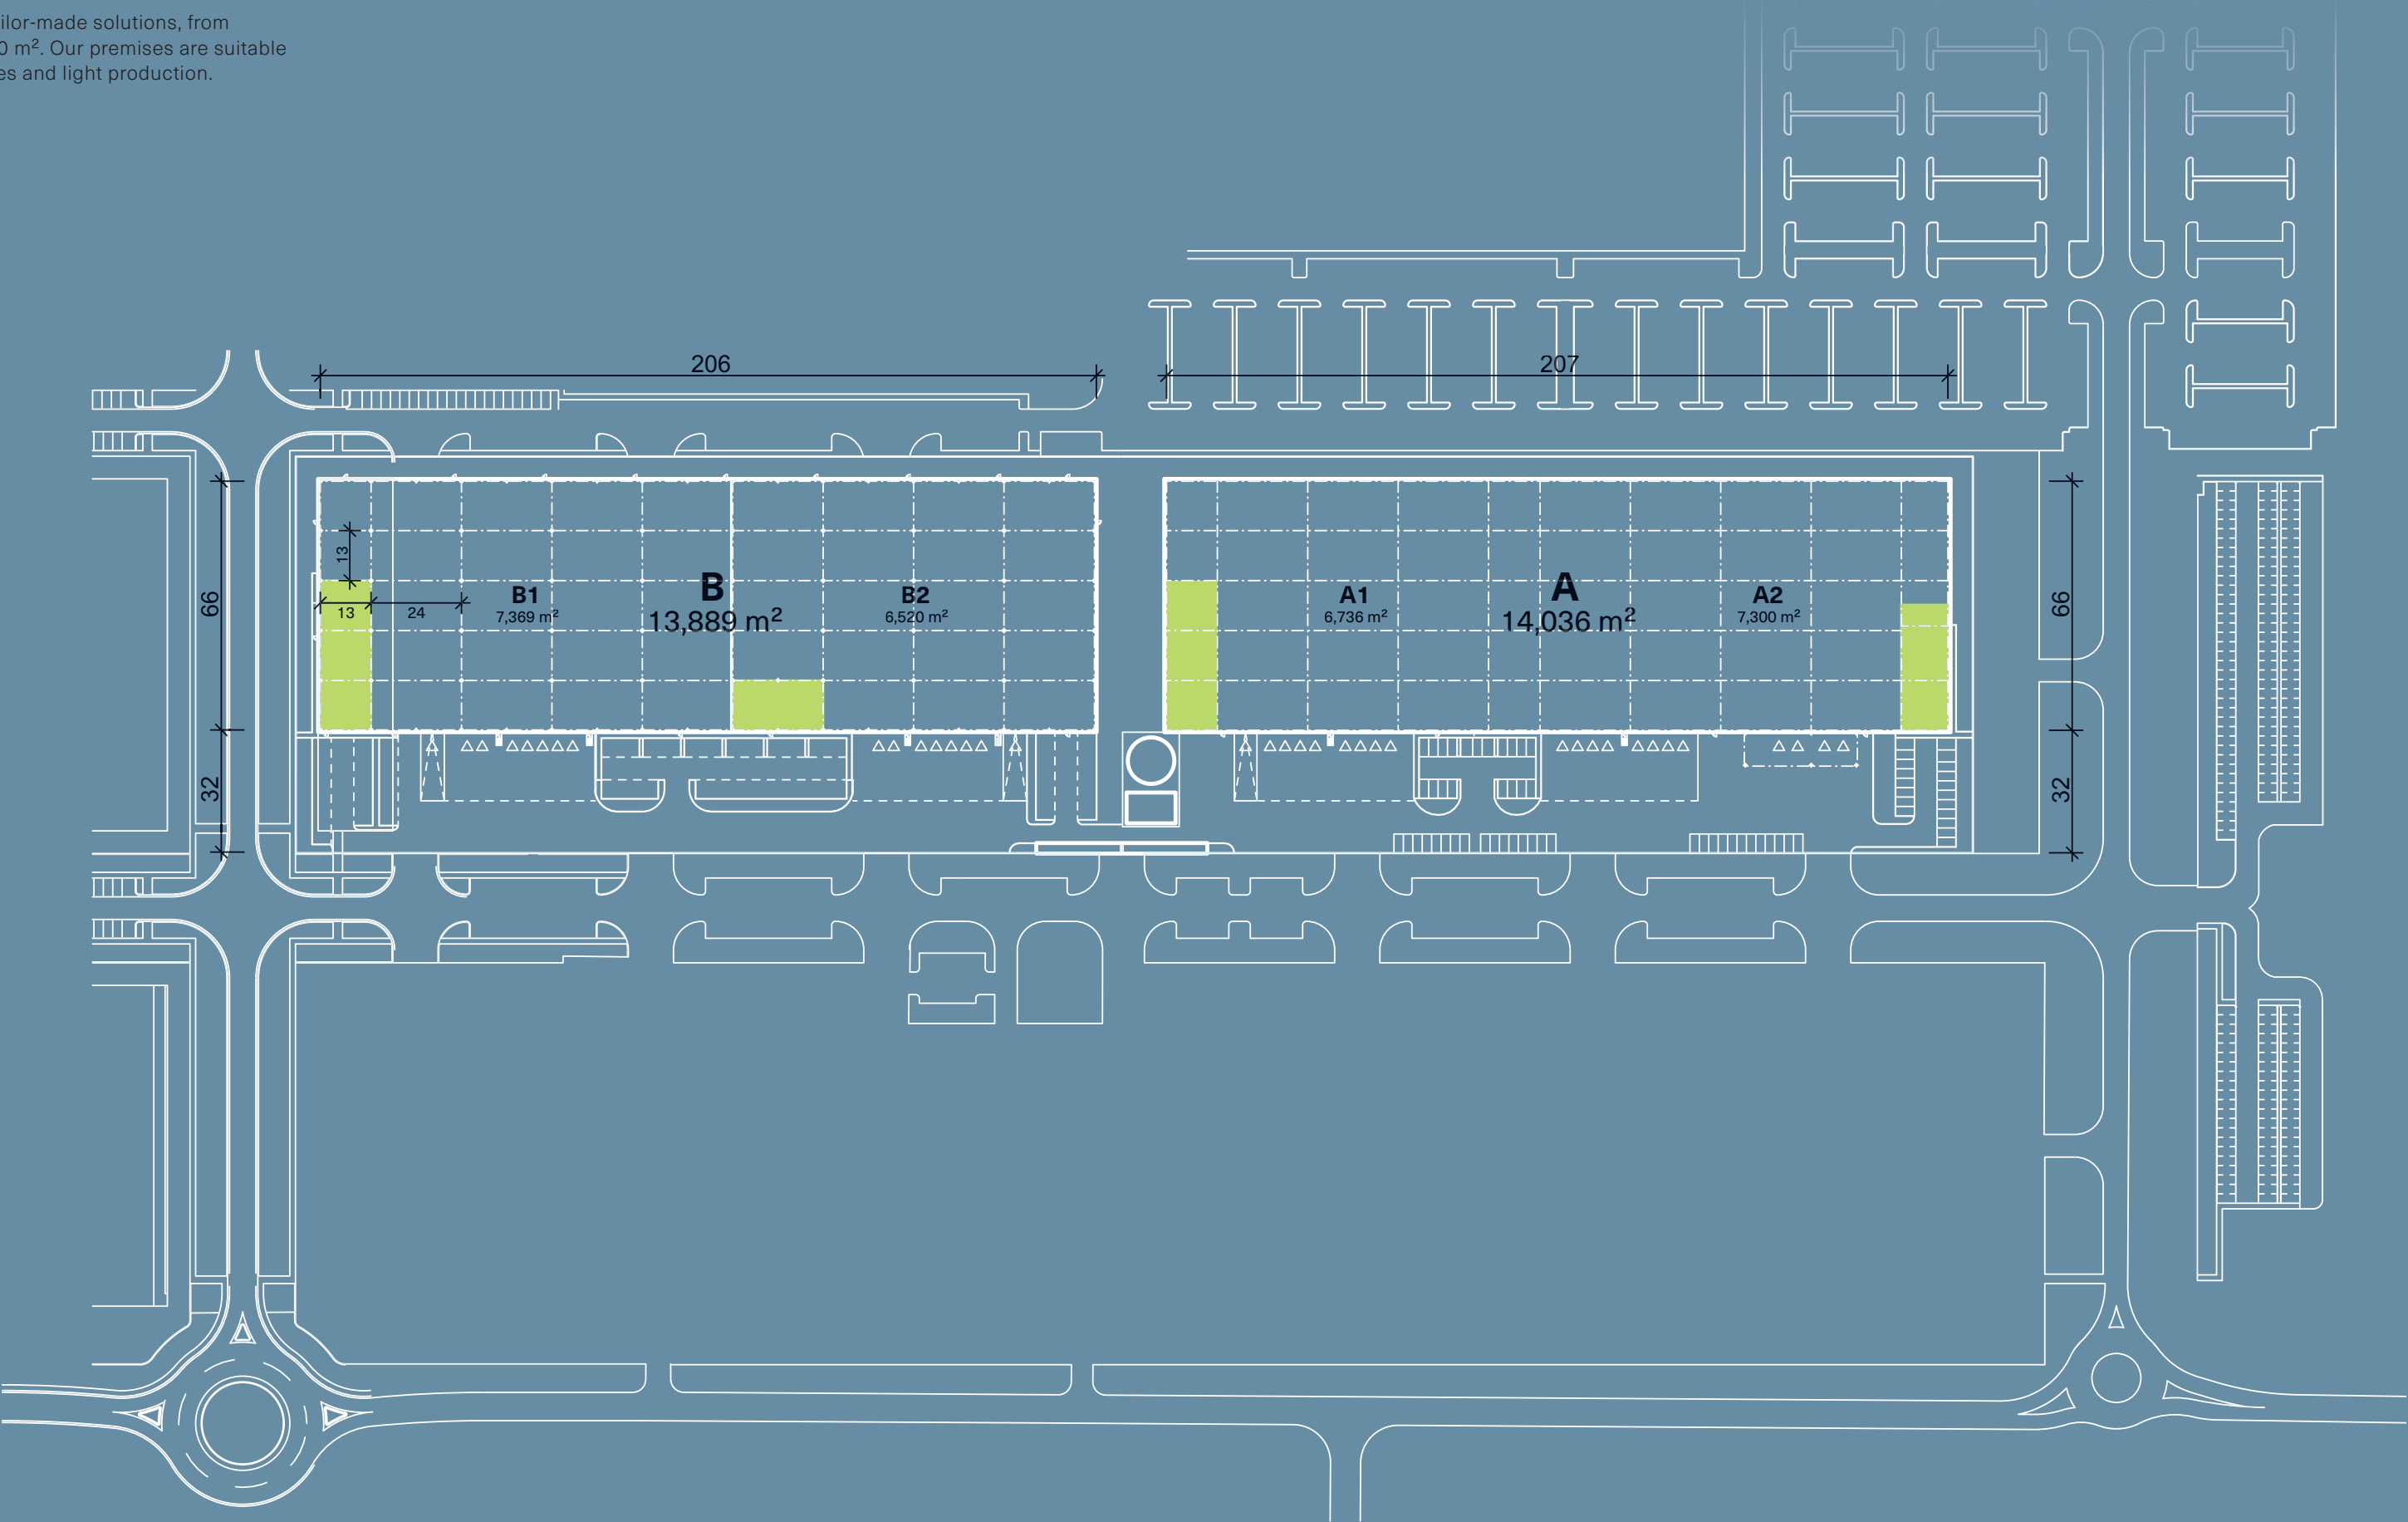 ilor-made solutions, from
0 m². Our premises are suitable
es and light production.
206
207
66
13
13
24
B1
7,369 m²
B
13,889 m²
B2
6,520 m²
A1
6,736 m²
A
14,036 m²
A2
7,300 m²
66
32
32